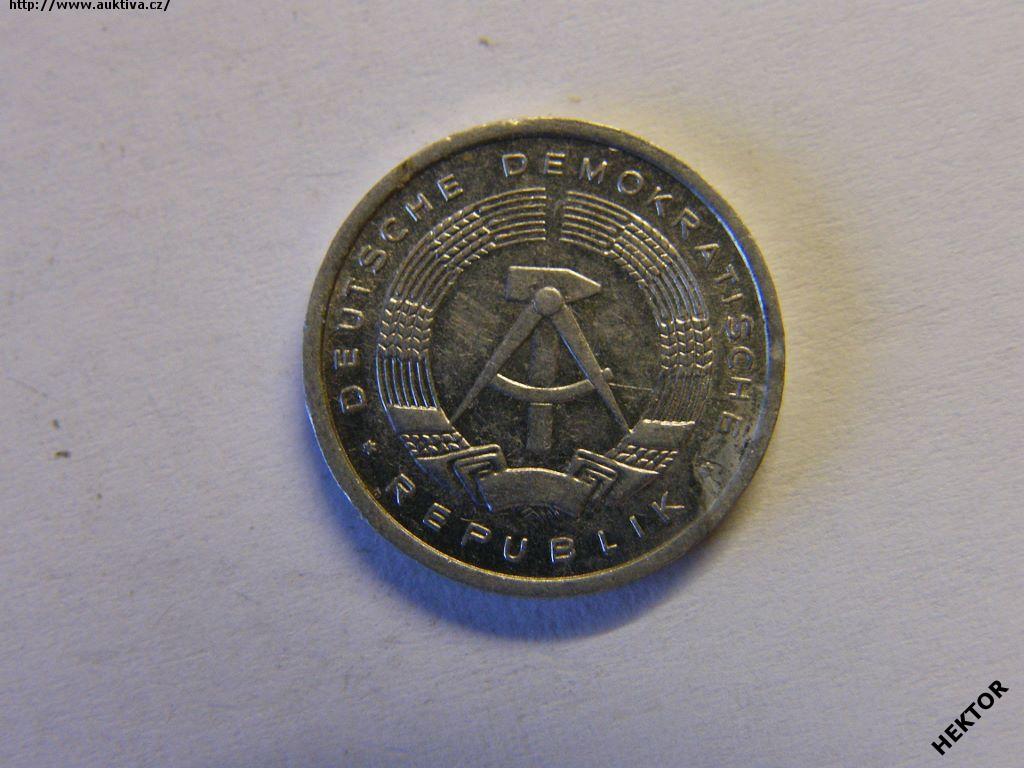 http://www.auktiva.cz/
DEUTSCHE DEMOKRATISCHE
* REPUBLIK
HEKTOR